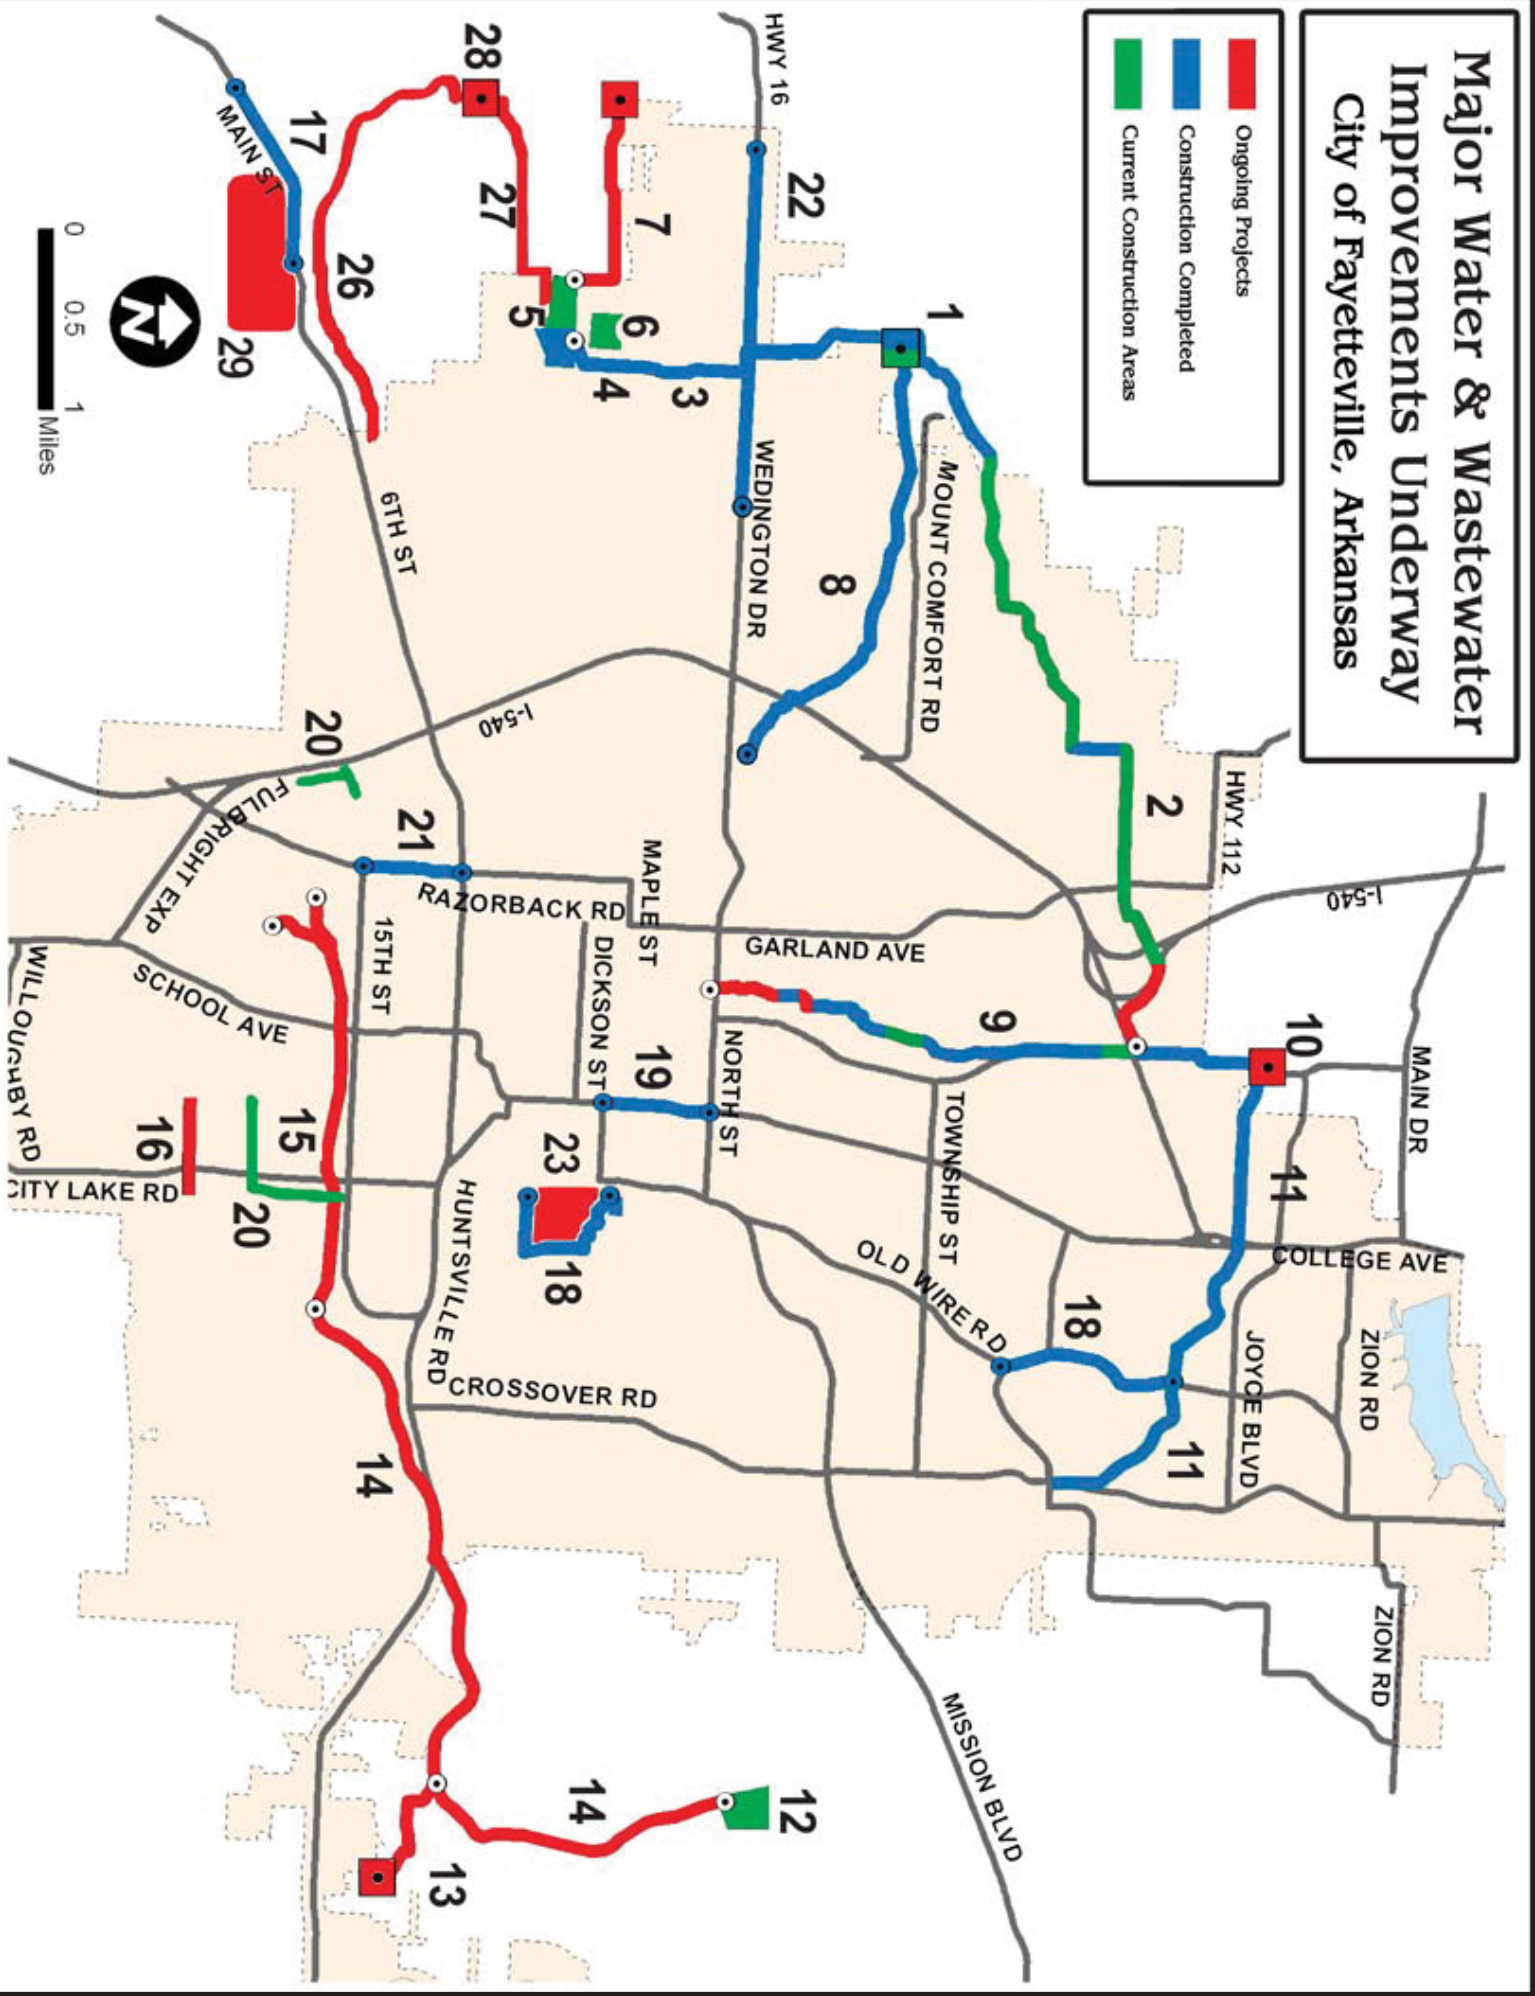 Major Water & Wastewater
Improvements Underway
City of Fayetteville, Arkansas
Ongoing Projects
Construction Completed
Current Construction Areas
HWY 16
22
1
MOUNT COMFORT RD
WEDINGTON DR
8
2
HWY 112
I-540
MAIN DR
10
9
11
COLLEGE AVE
ZION RD
JOYCE BLVD
18
11
ZION RD
TOWNSHIP ST
OLD WIRE RD
GARLAND AVE
NORTH ST
19
MAPLE ST
DICKSON ST
RAZORBACK RD
23
18
HUNTSVILLE RD
CROSSOVER RD
MISSION BLVD
12
14
13
14
28
7
27
6
5
4
3
26
17
MAIN ST
29
6TH ST
I-540
20
FULBRIGHT EXP
21
15TH ST
SCHOOL AVE
WILLOUGHBY RD
15
16
CITY LAKE RD
20
N
0 0.5 1
Miles